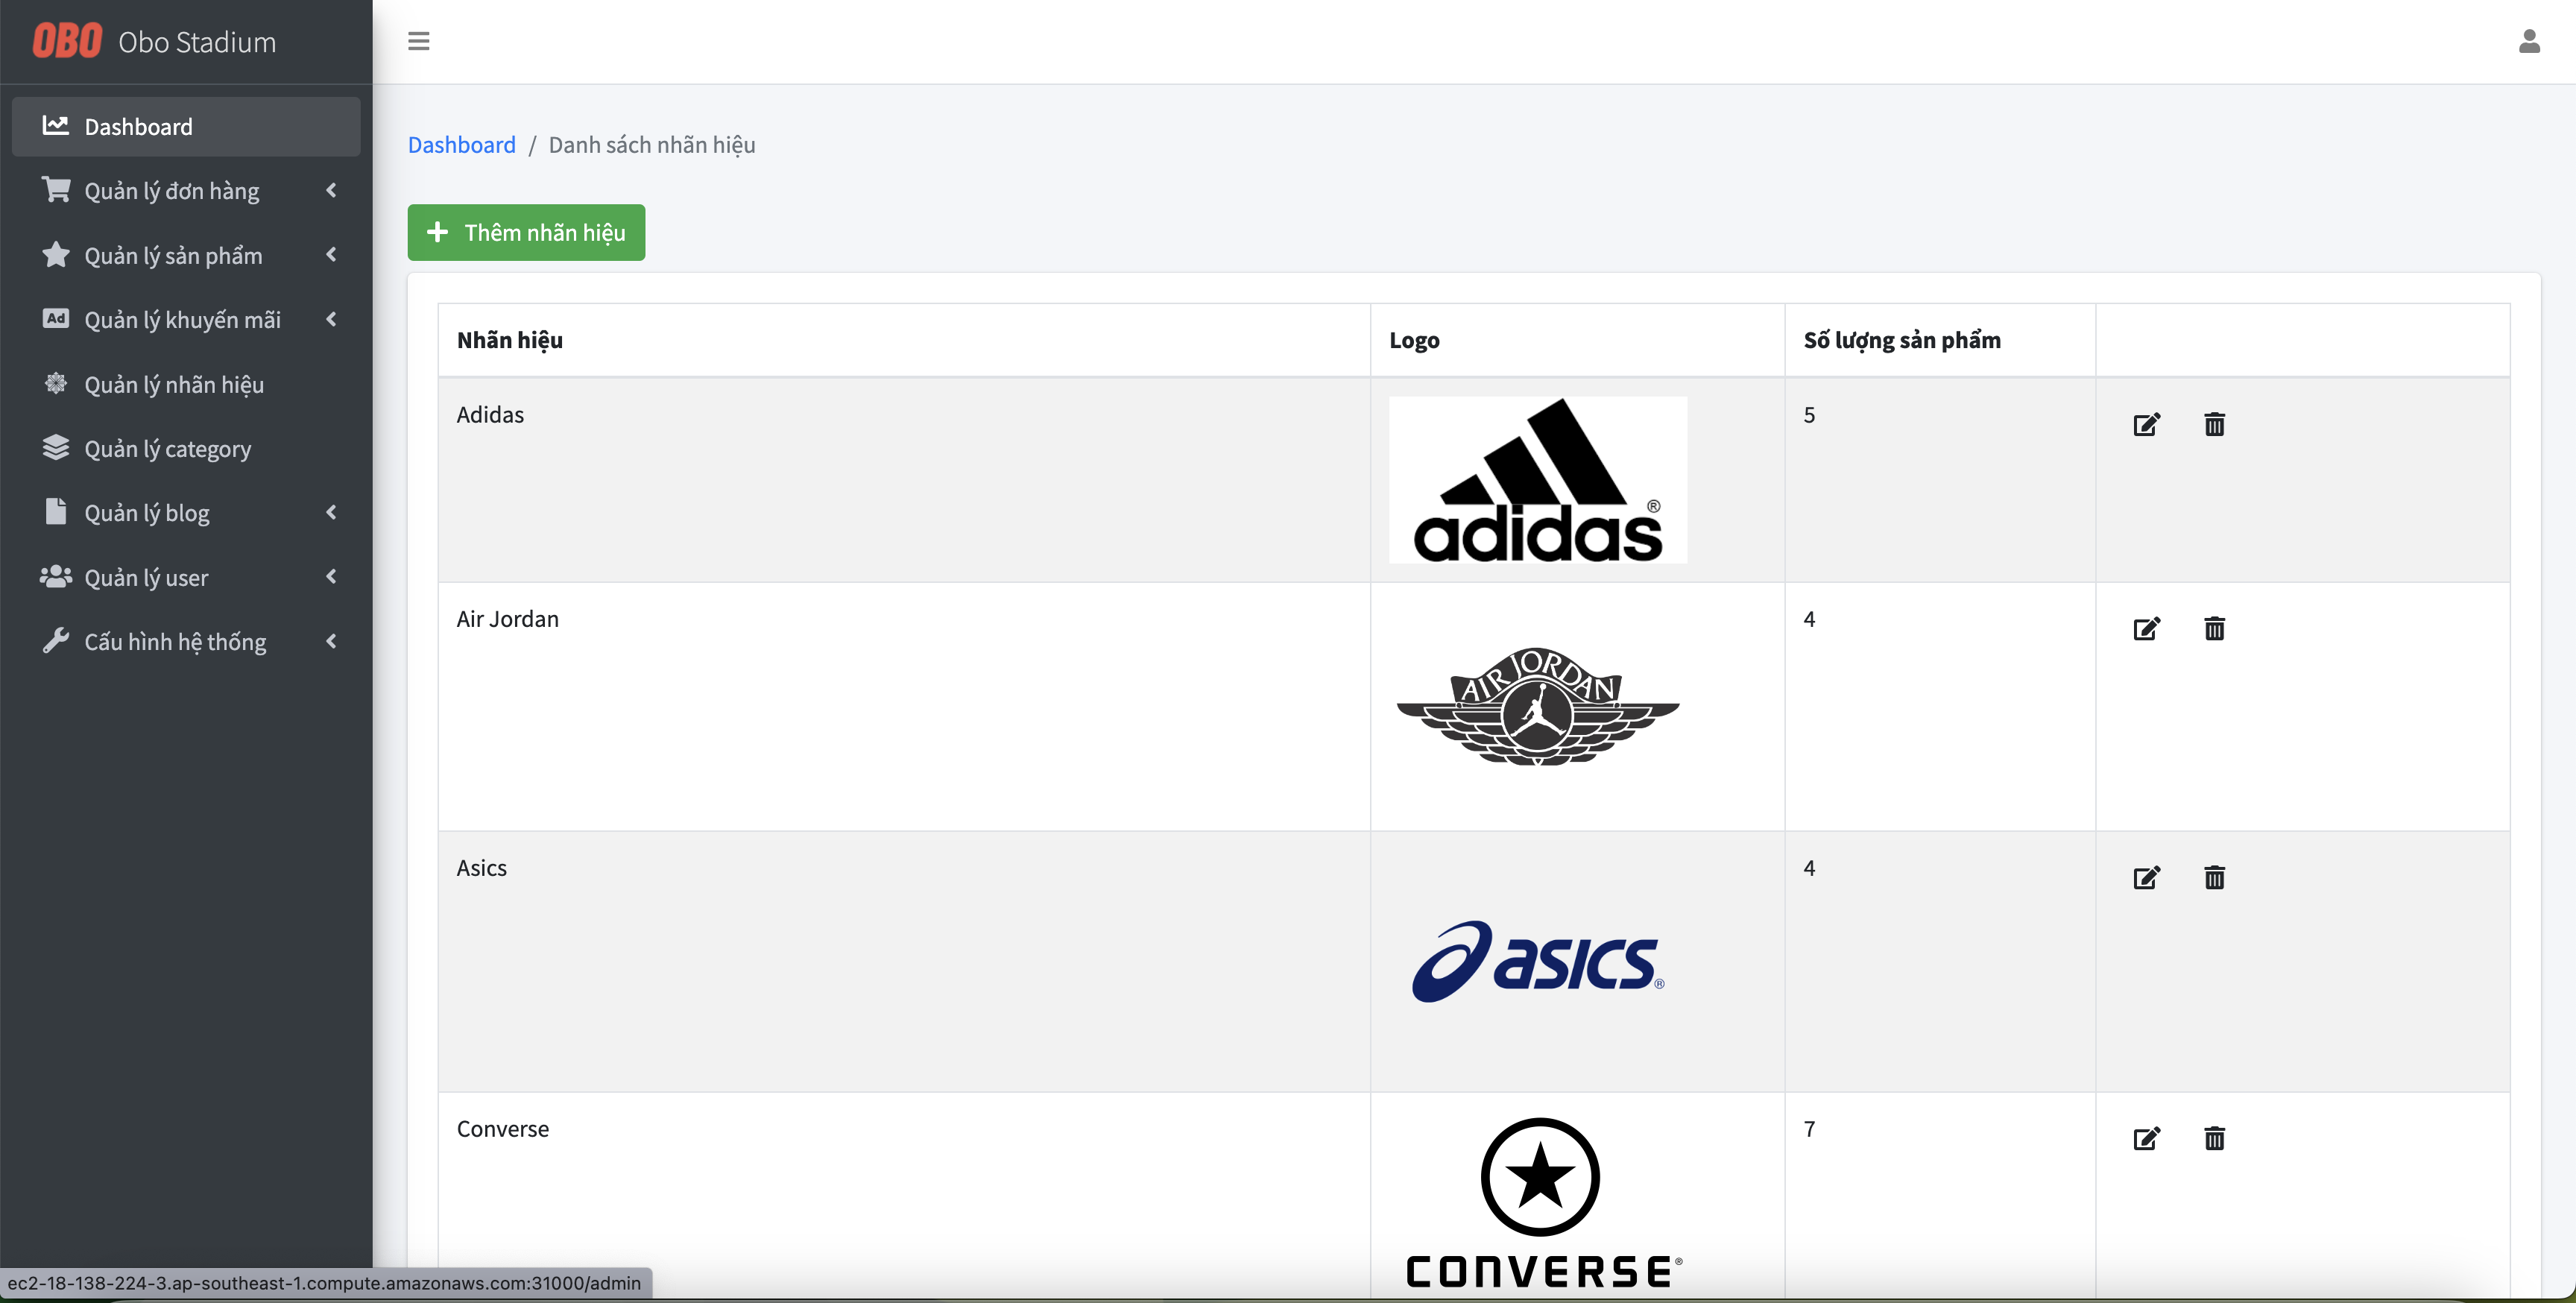 OBO Obo Stadium
Dashboard
Quản lý đơn hàng
Quản lý sản phẩm
Ad Quản lý khuyến mãi
Quản lý nhãn hiệu
Quản lý category
Quản lý blog
Quản lý user
Cấu hình hệ thống
Dashboard / Danh sách nhãn hiệu
Thêm nhãn hiệu
Nhãn hiệu Logo Số lượng sản phẩm
Adidas 5
adidas®
Air Jordan 4
AIR JORDAN
Asics 4
asics®
Converse 7
CONVERSE®
ec2-18-138-224-3.ap-southeast-1.compute.amazonaws.com:31000/admin